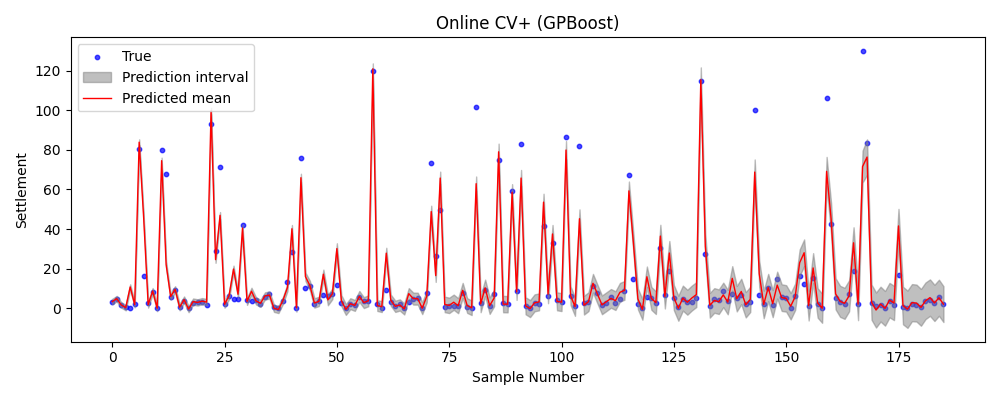 Online CV+ (GPBoost)
True
Prediction interval
Predicted mean
Settlement
120
100
80
60
40
20
0
0
25
50
75
100
125
150
175
Sample Number